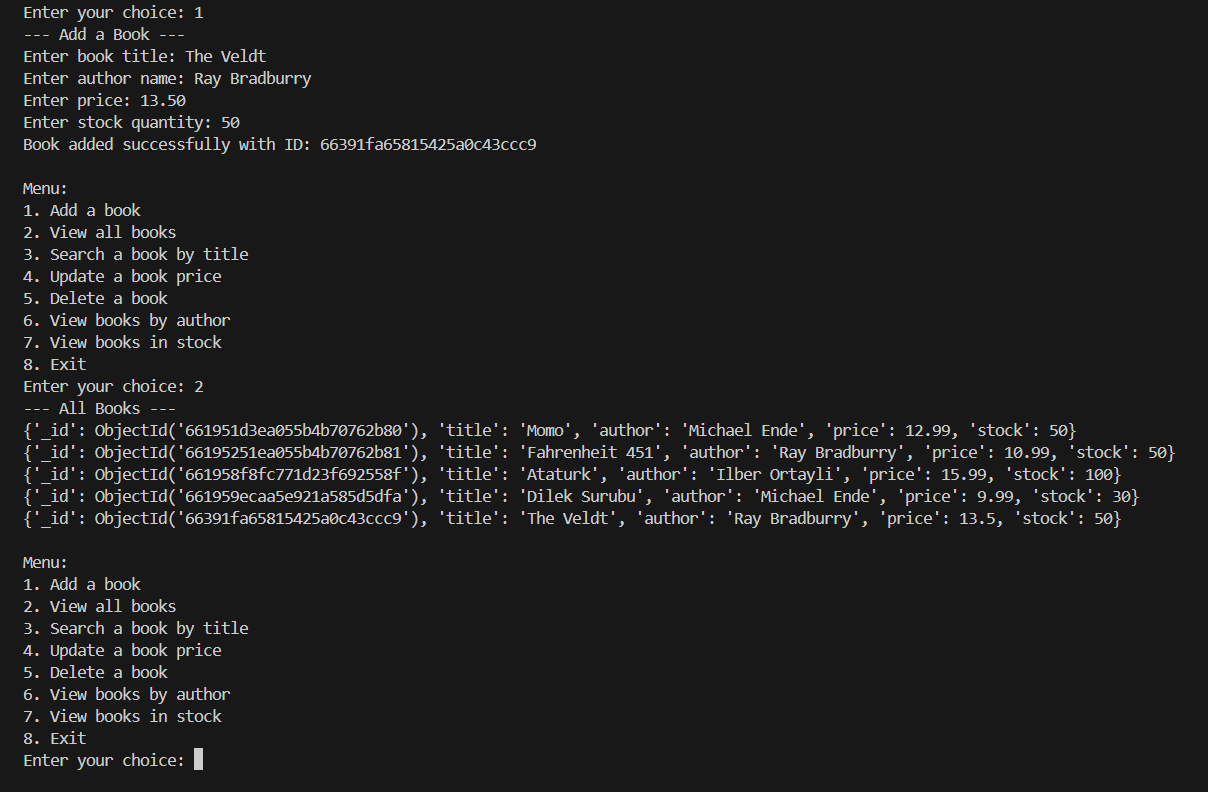 Enter your choice: 1
--- Add a Book ---
Enter book title: The Veldt
Enter author name: Ray Bradburry
Enter price: 13.50
Enter stock quantity: 50
Book added successfully with ID: 66391fa65815425a0c43ccc9
Menu:
1. Add a book
2. View all books
3. Search a book by title
4. Update a book price
5. Delete a book
6. View books by author
7. View books in stock
8. Exit
Enter your choice: 2
--- All Books ---
{'_id': ObjectId('661951d3ea055b4b70762b80'), 'title': 'Momo', 'author': 'Michael Ende', 'price': 12.99, 'stock': 50}
{'_id': ObjectId('66195251ea055b4b70762b81'), 'title': 'Fahrenheit 451', 'author': 'Ray Bradburry', 'price': 10.99, 'stock': 50}
{'_id': ObjectId('661958f8fc771d23f692558f'), 'title': 'Ataturk', 'author': 'Ilber Ortayli', 'price': 15.99, 'stock': 100}
{'_id': ObjectId('661959ecaa5e921a585d5dfa'), 'title': 'Dilek Surubu', 'author': 'Michael Ende', 'price': 9.99, 'stock': 30}
{'_id': ObjectId('66391fa65815425a0c43ccc9'), 'title': 'The Veldt', 'author': 'Ray Bradburry', 'price': 13.5, 'stock': 50}
Menu:
1. Add a book
2. View all books
3. Search a book by title
4. Update a book price
5. Delete a book
6. View books by author
7. View books in stock
8. Exit
Enter your choice: